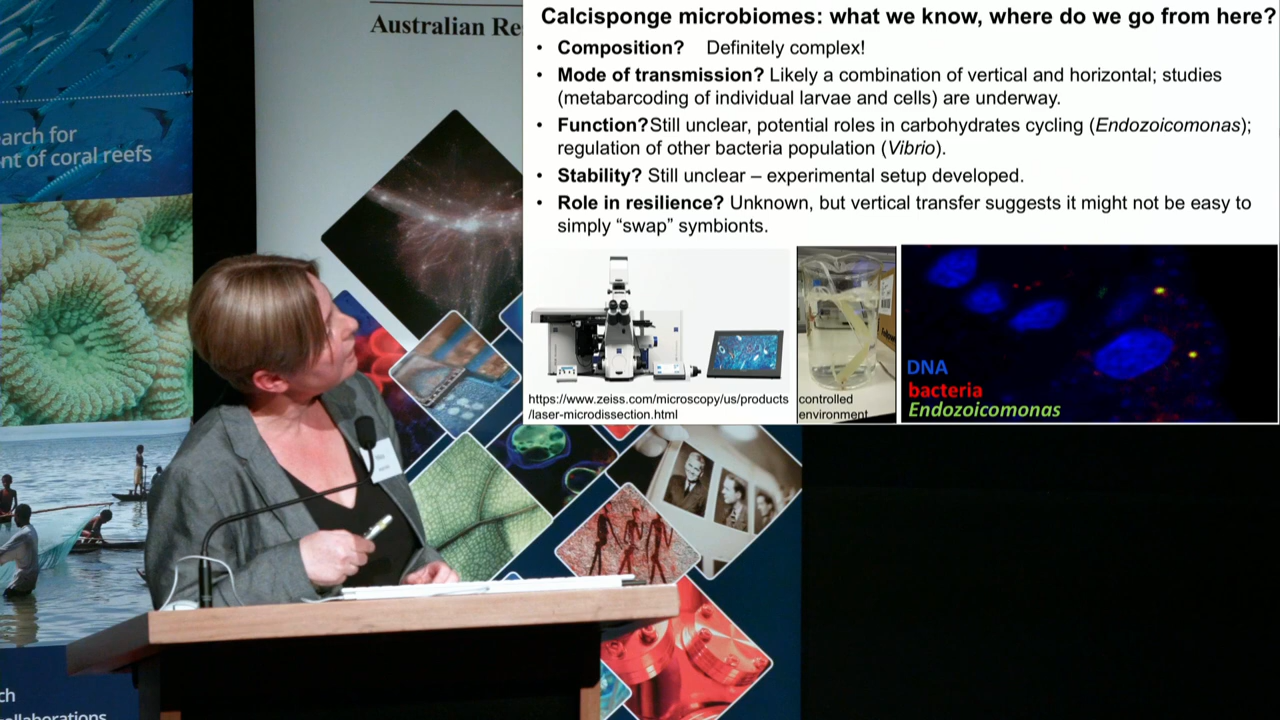 Australian Re
arch for
nt of coral reefs
ch
ollaborations
Calcisponge microbiomes: what we know, where do we go from here?
• Composition? Definitely complex!
• Mode of transmission? Likely a combination of vertical and horizontal; studies
(metabarcoding of individual larvae and cells) are underway.
• Function?Still unclear, potential roles in carbohydrates cycling (Endozoicomonas);
regulation of other bacteria population (Vibrio).
• Stability? Still unclear – experimental setup developed.
• Role in resilience? Unknown, but vertical transfer suggests it might not be easy to
simply “swap” symbionts.
https://www.zeiss.com/microscopy/us/products
/laser-microdissection.html
controlled
environment
DNA
bacteria
Endozoicomonas